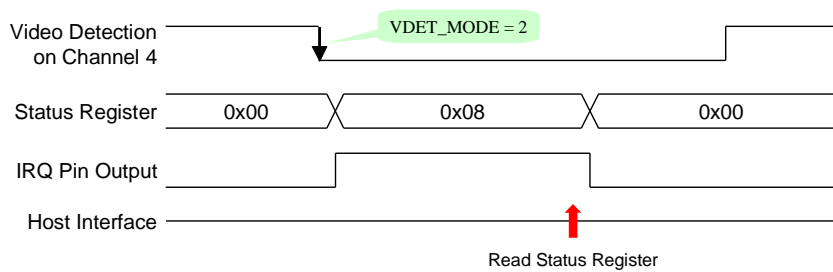 VDET_MODE = 2
Video Detection
on Channel 4
Status Register
0x00
0x08
0x00
IRQ Pin Output
Host Interface
Read Status Register